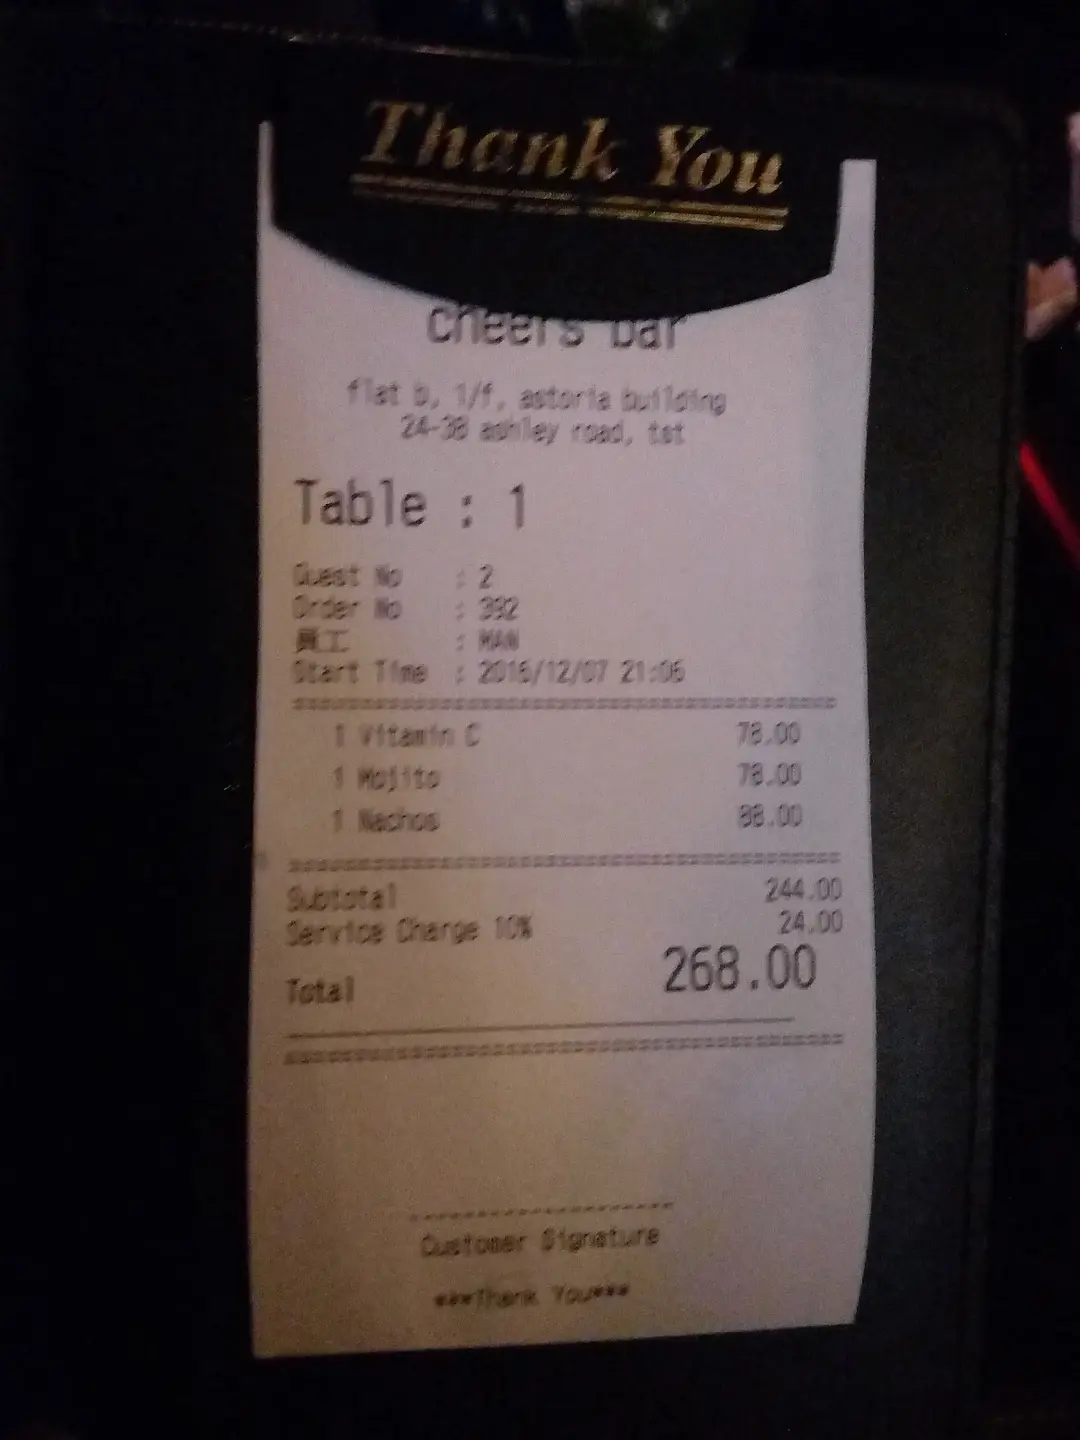 Thank You
cheers bar
flat b, 1/f, astoria building
24-38 ashley road, tst
Table : 1
Guest No : 2
Order No : 392
員工 : MAN
Start Time : 2016/12/07 21:06
1 Vitamin C 78.00
1 Mojito 78.00
1 Nachos 88.00
Subtotal 244.00
Service Charge 10% 24.00
Total 268.00
Customer Signature
***Thank You***